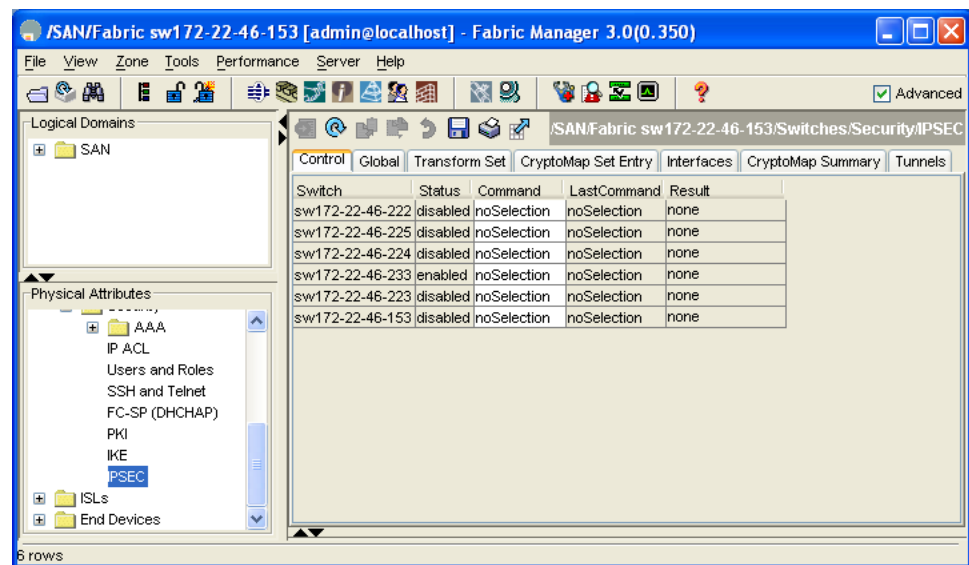 /SAN/Fabric sw172-22-46-153 [admin@localhost] - Fabric Manager 3.0(0.350)
File View Zone Tools Performance Server Help
Advanced
Logical Domains
SAN
/SAN/Fabric sw172-22-46-153/Switches/Security/IPSEC
Control Global Transform Set CryptoMap Set Entry Interfaces CryptoMap Summary Tunnels
Switch Status Command LastCommand Result
sw172-22-46-222 disabled noSelection noSelection none
sw172-22-46-225 disabled noSelection noSelection none
sw172-22-46-224 disabled noSelection noSelection none
sw172-22-46-233 enabled noSelection noSelection none
sw172-22-46-223 disabled noSelection noSelection none
sw172-22-46-153 disabled noSelection noSelection none
Physical Attributes
AAA
IP ACL
Users and Roles
SSH and Telnet
FC-SP (DHCHAP)
PKI
IKE
IPSEC
ISLs
End Devices
6 rows